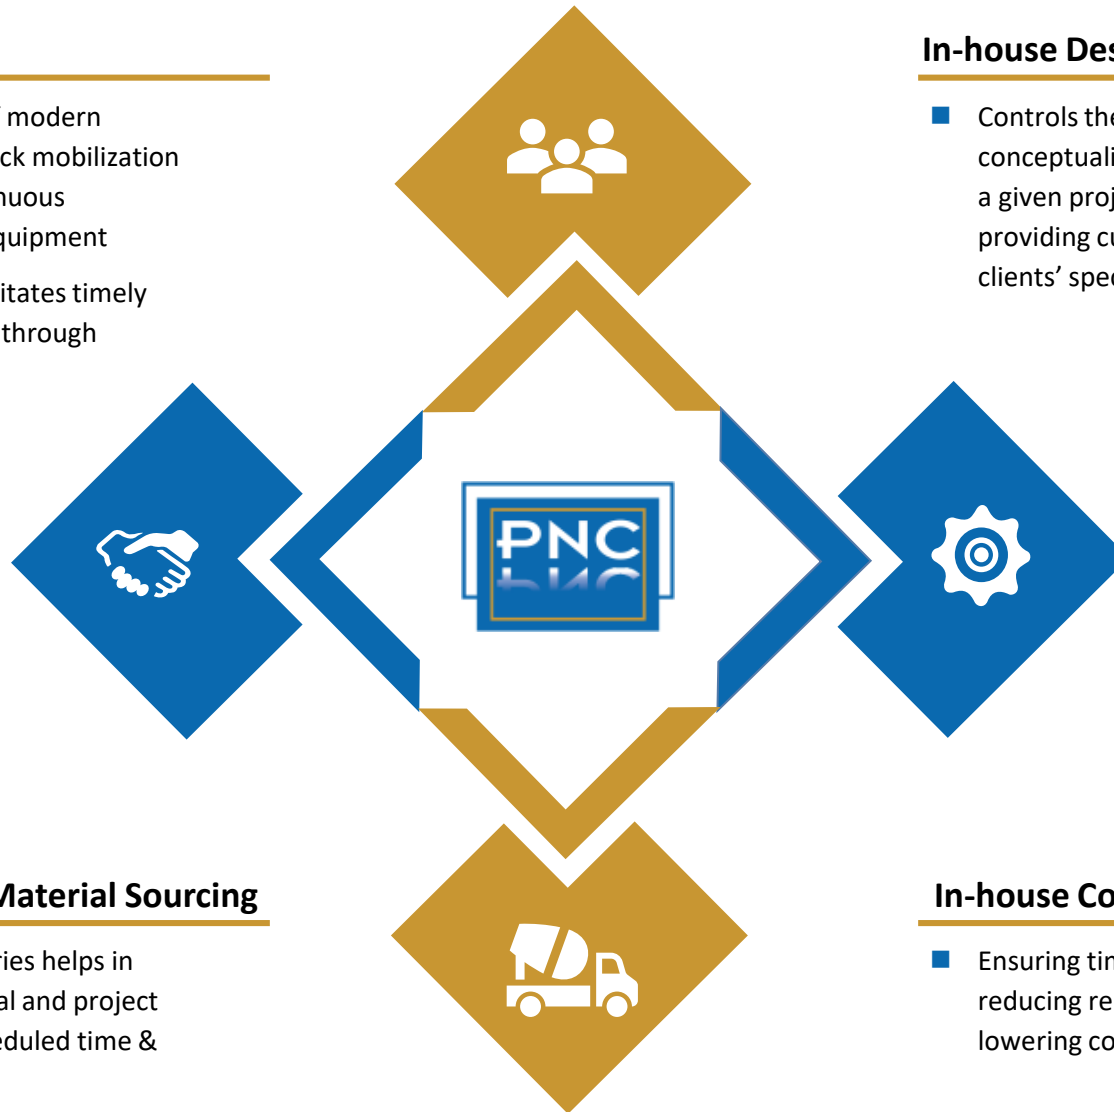 modern
ck mobilization
nuous
quipment
itates timely
through
In-house Des
Controls the
conceptuali
a given proj
providing cu
clients’ spec
PNC
Material Sourcing
ries helps in
al and project
eduled time &
In-house Co
Ensuring tim
reducing re
lowering co